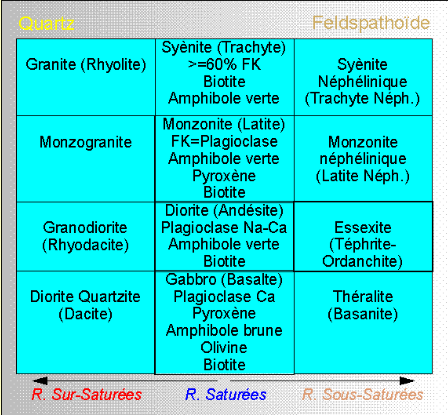 Quartz
Feldspathoïde
Granite (Rhyolite)
Syènite (Trachyte)
>=60% FK
Biotite
Amphibole verte
Syènite
Néphélinique
(Trachyte Néph.)
Monzogranite
Monzonite (Latite)
FK=Plagioclase
Amphibole verte
Pyroxène
Biotite
Monzonite
néphélinique
(Latite Néph.)
Granodiorite
(Rhyodacite)
Diorite (Andésite)
Plagioclase Na-Ca
Amphibole verte
Biotite
Essexite
(Téphrite-
Ordanchite)
Diorite Quartzite
(Dacite)
Gabbro (Basalte)
Plagioclase Ca
Pyroxène
Amphibole brune
Olivine
Biotite
Théralite
(Basanite)
R. Sur-Saturées
R. Saturées
R. Sous-Saturées